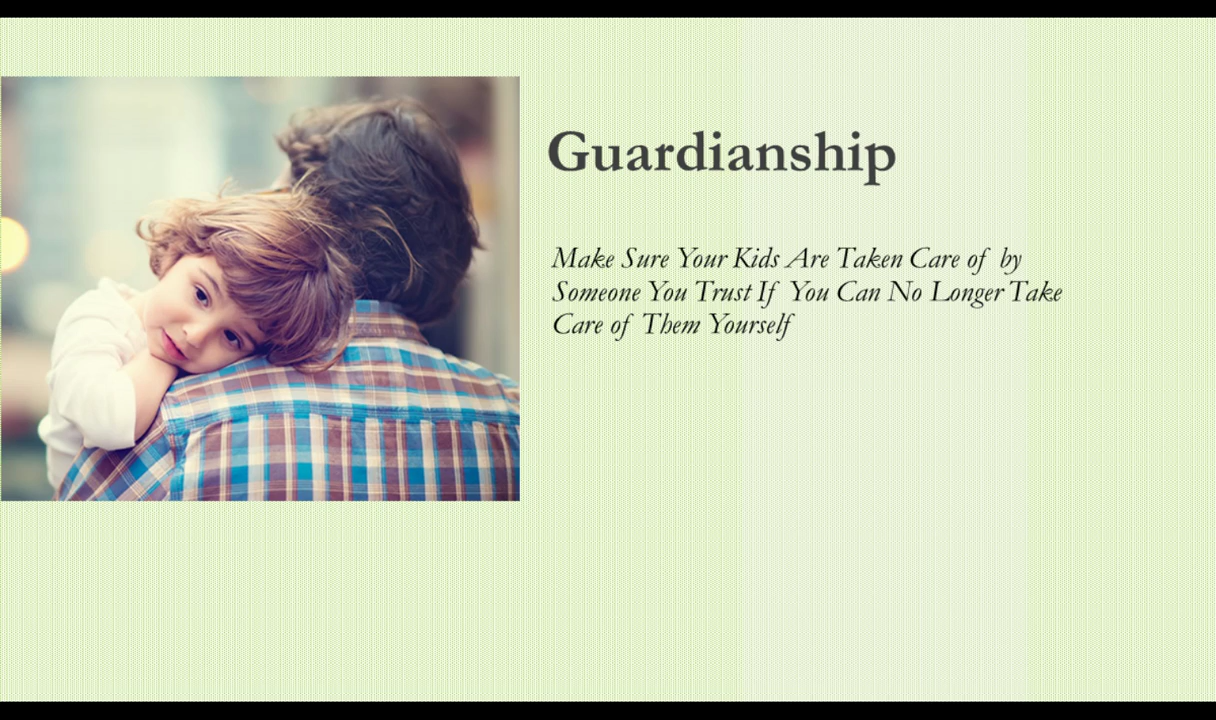 Guardianship
Make Sure Your Kids Are Taken Care of by
Someone You Trust If You Can No Longer Take
Care of Them Yourself